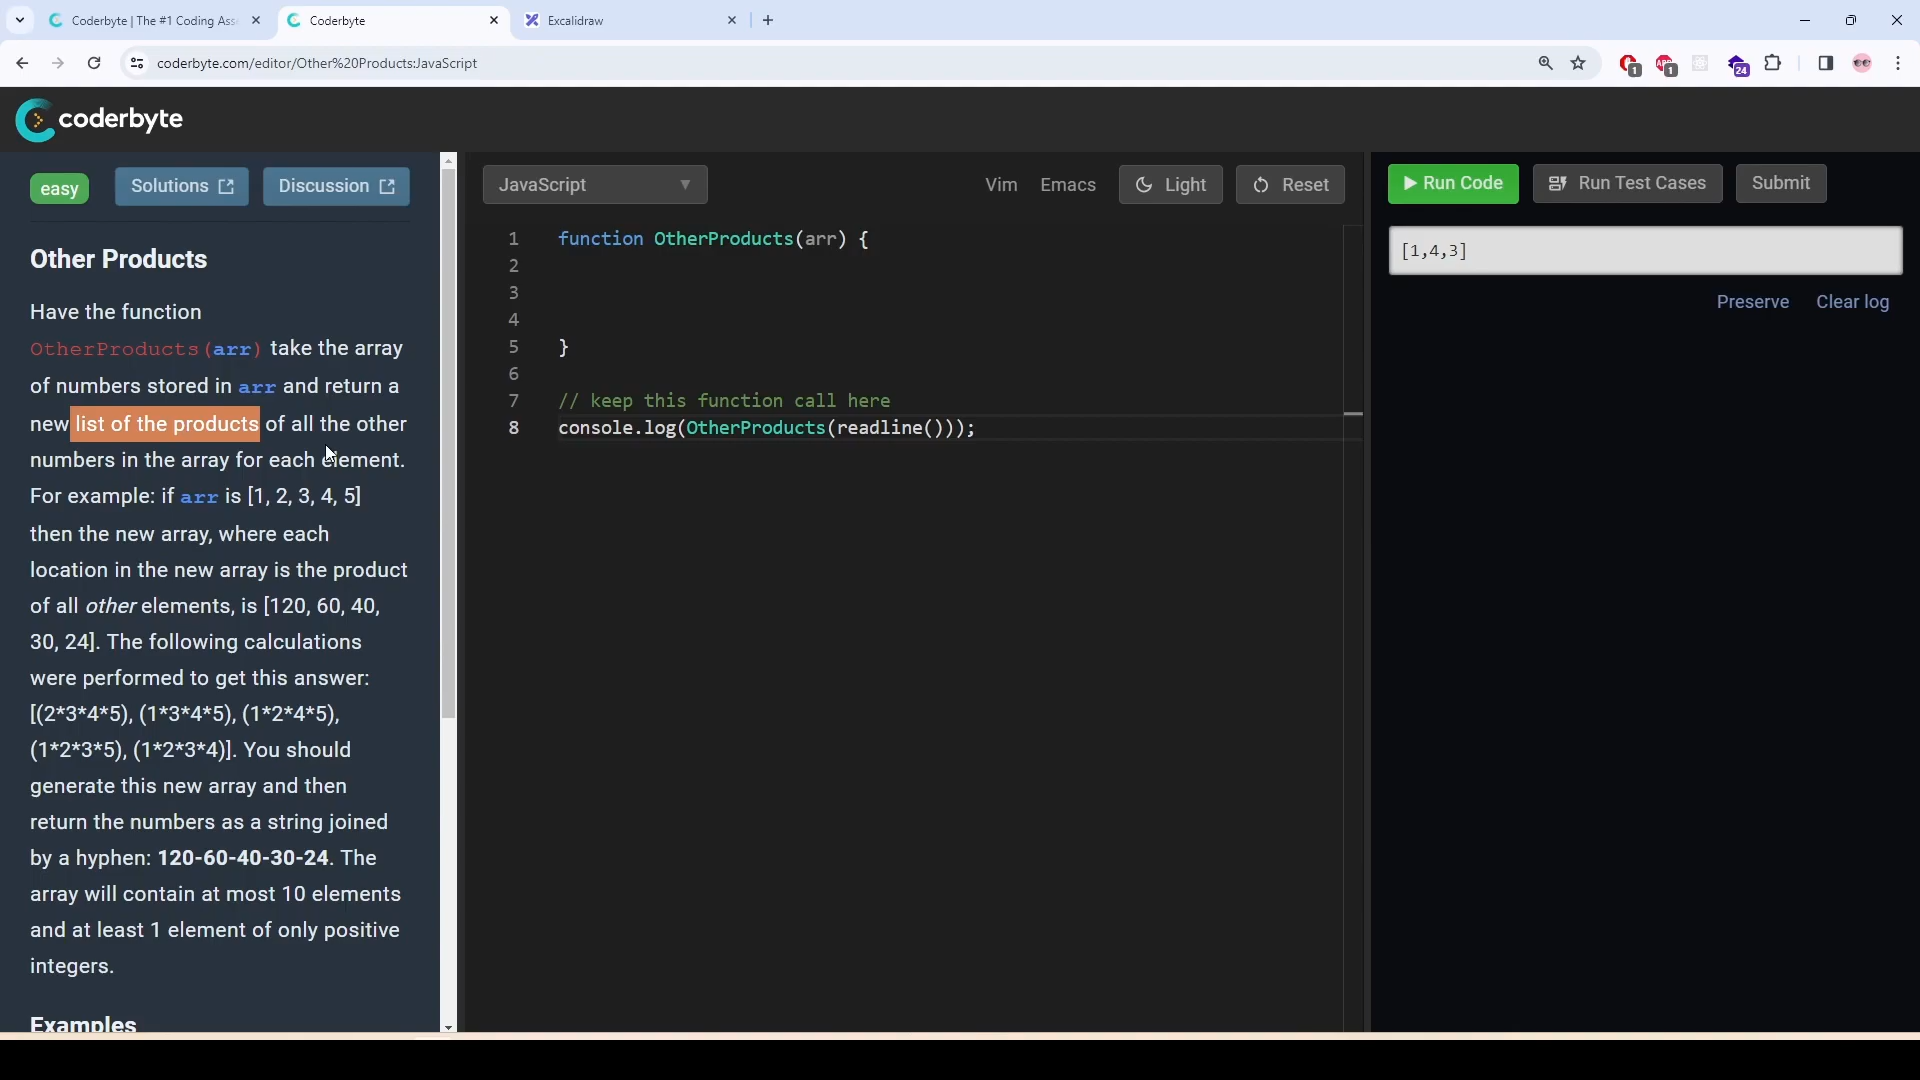 Coderbyte | The #1 Coding Ass
Coderbyte
Excalidraw
coderbyte.com/editor/Other%20Products:JavaScript
1
1
24
coderbyte
easy
Solutions
Discussion
Other Products
Have the function
OtherProducts(arr) take the array
of numbers stored in arr and return a
new list of the products of all the other
numbers in the array for each element.
For example: if arr is [1, 2, 3, 4, 5]
then the new array, where each
location in the new array is the product
of all other elements, is [120, 60, 40,
30, 24]. The following calculations
were performed to get this answer:
[(2*3*4*5), (1*3*4*5), (1*2*4*5),
(1*2*3*5), (1*2*3*4)]. You should
generate this new array and then
return the numbers as a string joined
by a hyphen: 120-60-40-30-24. The
array will contain at most 10 elements
and at least 1 element of only positive
integers.
Examples
JavaScript
Vim
Emacs
Light
Reset
1 function OtherProducts(arr) {
2
3
4
5 }
6
7 // keep this function call here
8 console.log(OtherProducts(readline()));
Run Code
Run Test Cases
Submit
[1,4,3]
Preserve
Clear log